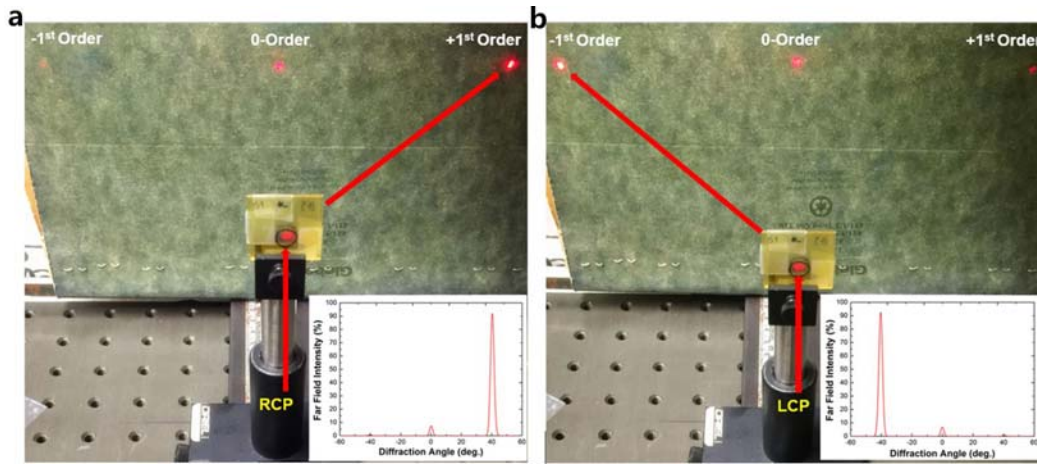 a
-1st Order 0-Order +1st Order
RCP
Far Field Intensity (%)
100
90
80
70
60
50
40
30
20
10
0
-60 -40 -20 0 20 40 60
Diffraction Angle (deg.)
b
-1st Order 0-Order +1st Order
LCP
Far Field Intensity (%)
100
90
80
70
60
50
40
30
20
10
0
-60 -40 -20 0 20 40 60
Diffraction Angle (deg.)